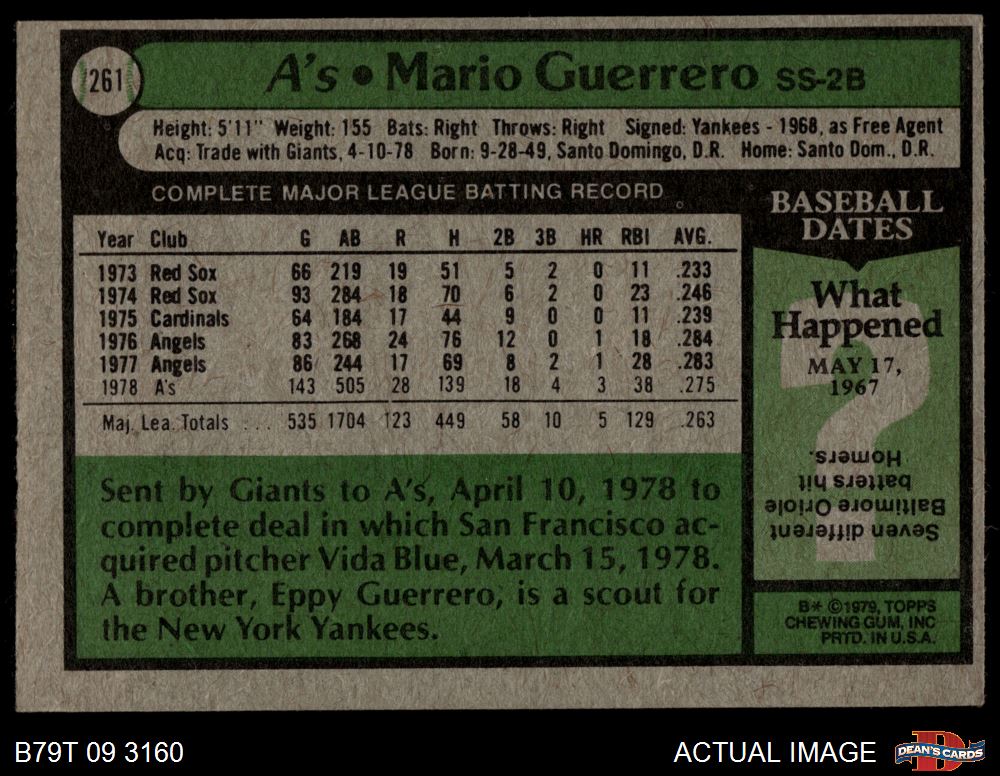 261
A's • Mario Guerrero SS-2B
Height: 5'11" Weight: 155 Bats: Right Throws: Right Signed: Yankees - 1968, as Free Agent
Acq: Trade with Giants, 4-10-78 Born: 9-28-49, Santo Domingo, D.R. Home: Santo Dom., D.R.
COMPLETE MAJOR LEAGUE BATTING RECORD
Year Club G AB R H 2B 3B HR RBI AVG.
1973 Red Sox 66 219 19 51 5 2 0 11 .233
1974 Red Sox 93 284 18 70 6 2 0 23 .246
1975 Cardinals 64 184 17 44 9 0 0 11 .239
1976 Angels 83 268 24 76 12 0 1 18 .284
1977 Angels 86 244 17 69 8 2 1 28 .283
1978 A's 143 505 28 139 18 4 3 38 .275
Maj. Lea. Totals ... 535 1704 123 449 58 10 5 129 .263
Sent by Giants to A's, April 10, 1978 to
complete deal in which San Francisco ac-
quired pitcher Vida Blue, March 15, 1978.
A brother, Eppy Guerrero, is a scout for
the New York Yankees.
BASEBALL
DATES
What
Happened
MAY 17,
1967
?
Seven different
Baltimore Oriole
batters hit
Homers.
B* ©1979, TOPPS
CHEWING GUM, INC
PRTD. IN U.S.A.
B79T 09 3160
ACTUAL IMAGE
D
DEAN'S CARDS